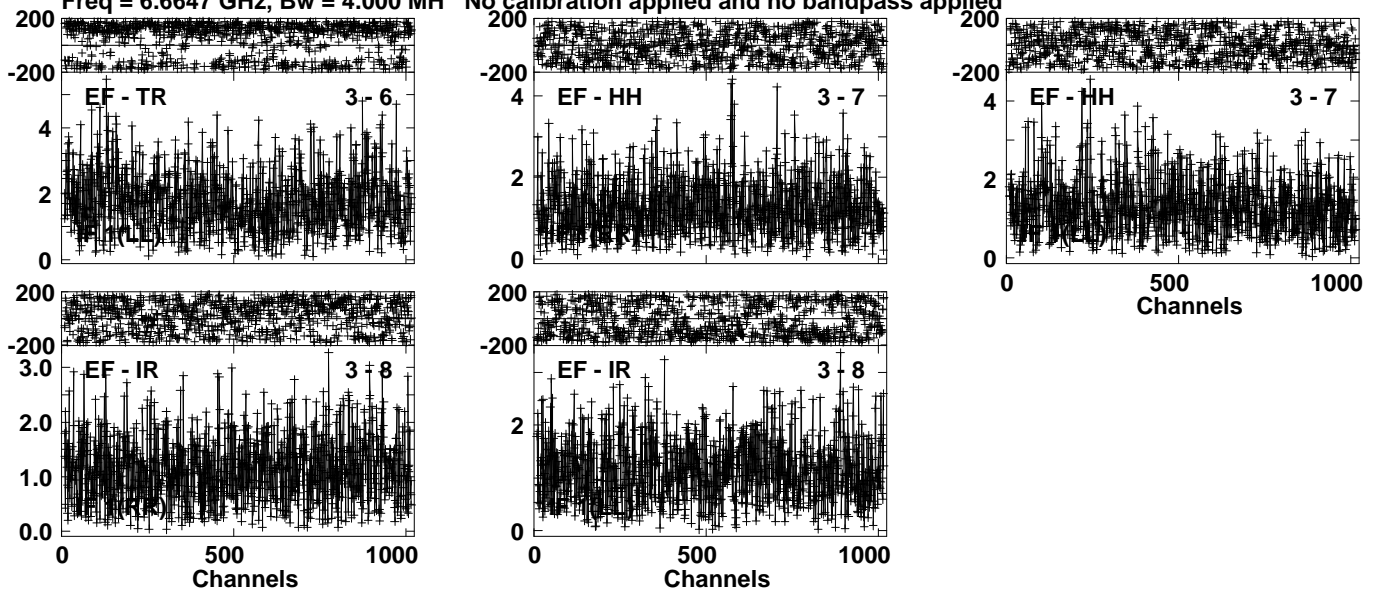 Freq = 6.6647 GHz, Bw = 4.000 MH No calibration applied and no bandpass applied
200
-200
EF - TR 3 - 6
4
2
0
500
1000
200
-200
EF - HH 3 - 7
4
2
0
500
1000
200
-200
EF - HH 3 - 7
4
2
0
0 500 1000
Channels
200
-200
EF - IR 3 - 8
3.0
2.0
1.0
0.0
0 500 1000
Channels
200
-200
EF - IR 3 - 8
2
0
0 500 1000
Channels